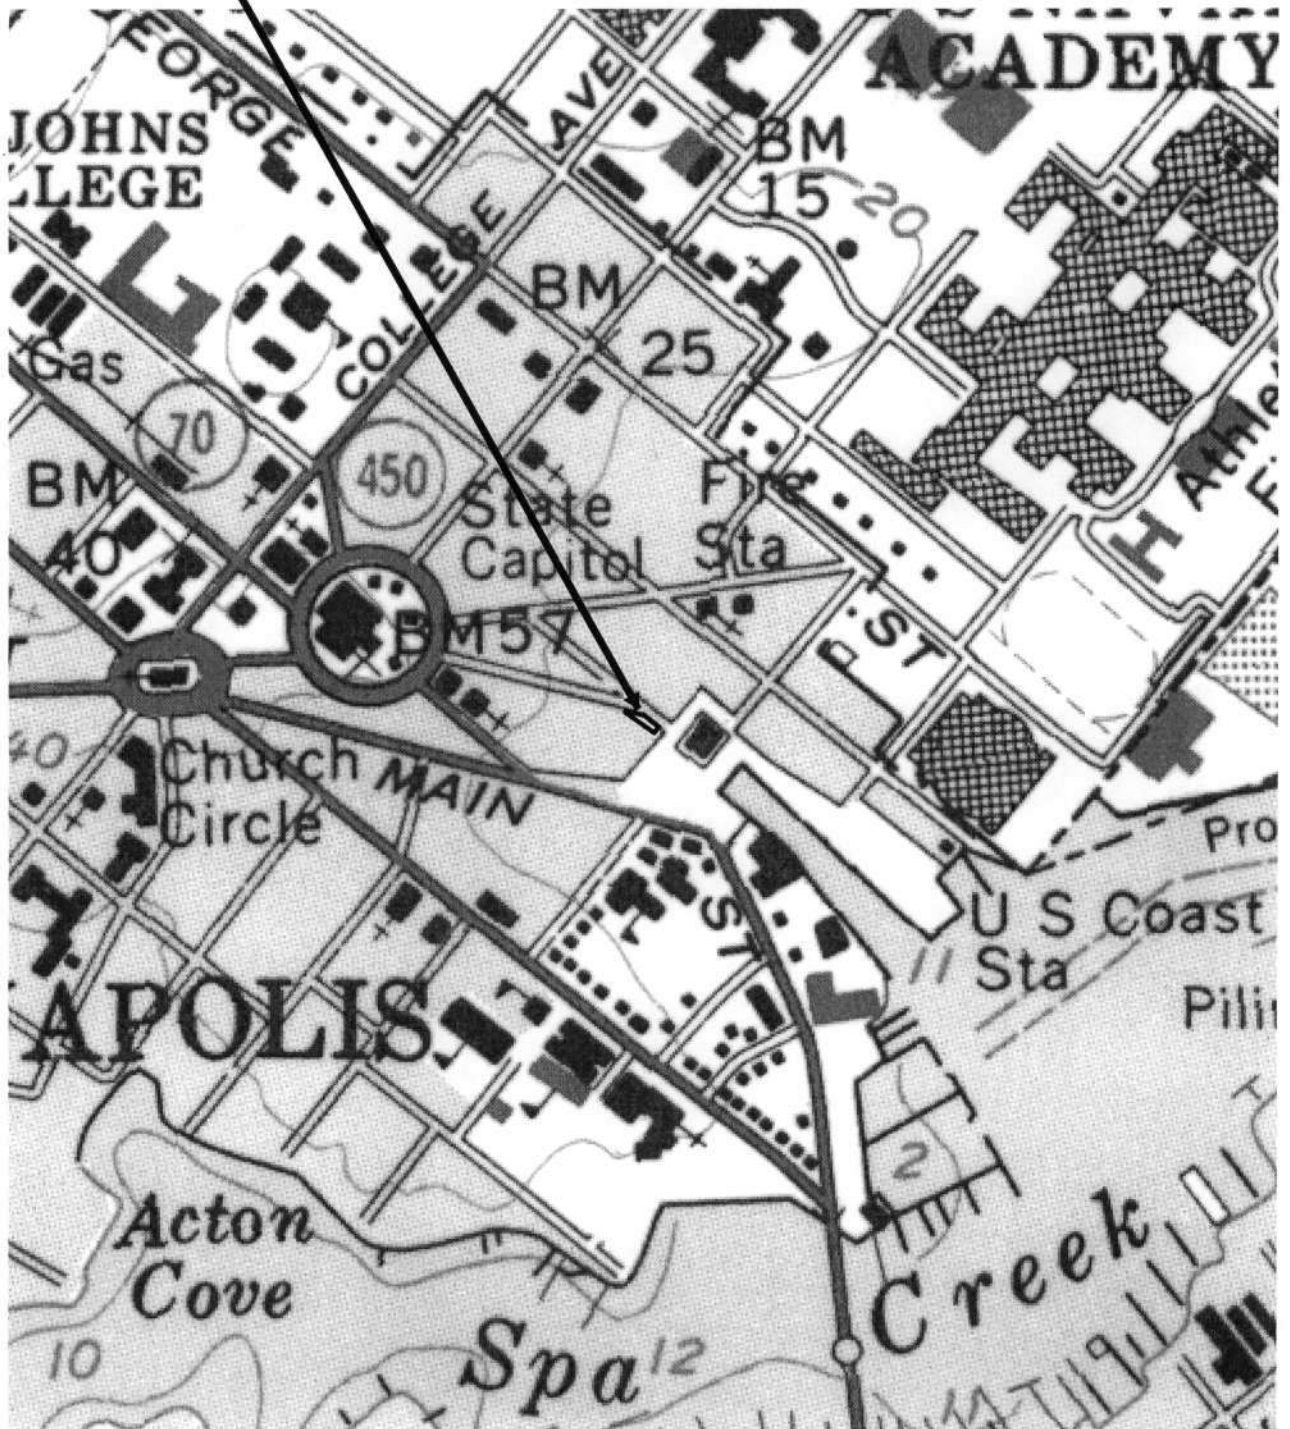 ACADEMY
EORGE
AVE
JOHNS
LLEGE
BM
15
20
COLLEGE
BM
25
Gas
70
450
BM
40
State
Capitol
Fire
Sta
BM57
ST
Athle
40
Church
Circle
MAIN
Pro
ST
U S Coast
Sta
11
Pilin
APOLIS
2
Acton
Cove
Creek
10
Spa
12